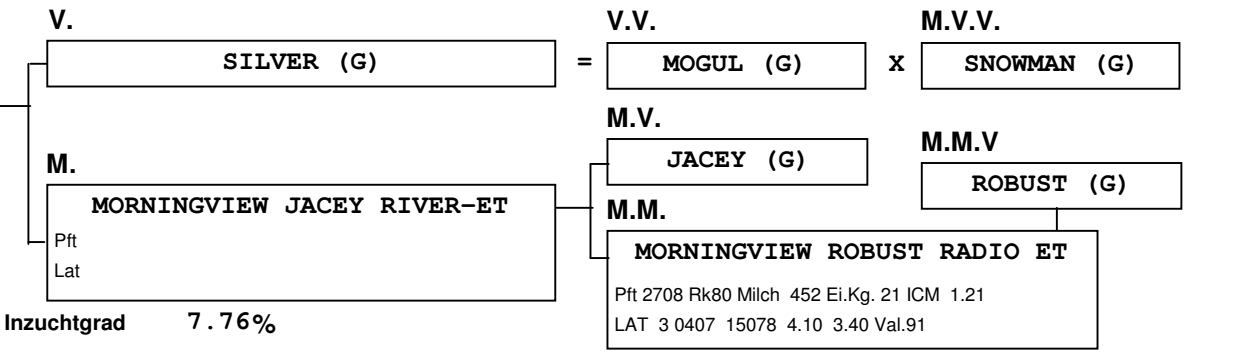 V.
SILVER (G)
=
V.V.
MOGUL (G)
X
M.V.V.
SNOWMAN (G)
M.V.
JACEY (G)
M.M.V
ROBUST (G)
M.
MORNINGVIEW JACEY RIVER-ET
Pft
Lat
M.M.
MORNINGVIEW ROBUST RADIO ET
Pft 2708 Rk80 Milch 452 Ei.Kg. 21 ICM 1.21
LAT 3 0407 15078 4.10 3.40 Val.91
Inzuchtgrad 7.76%